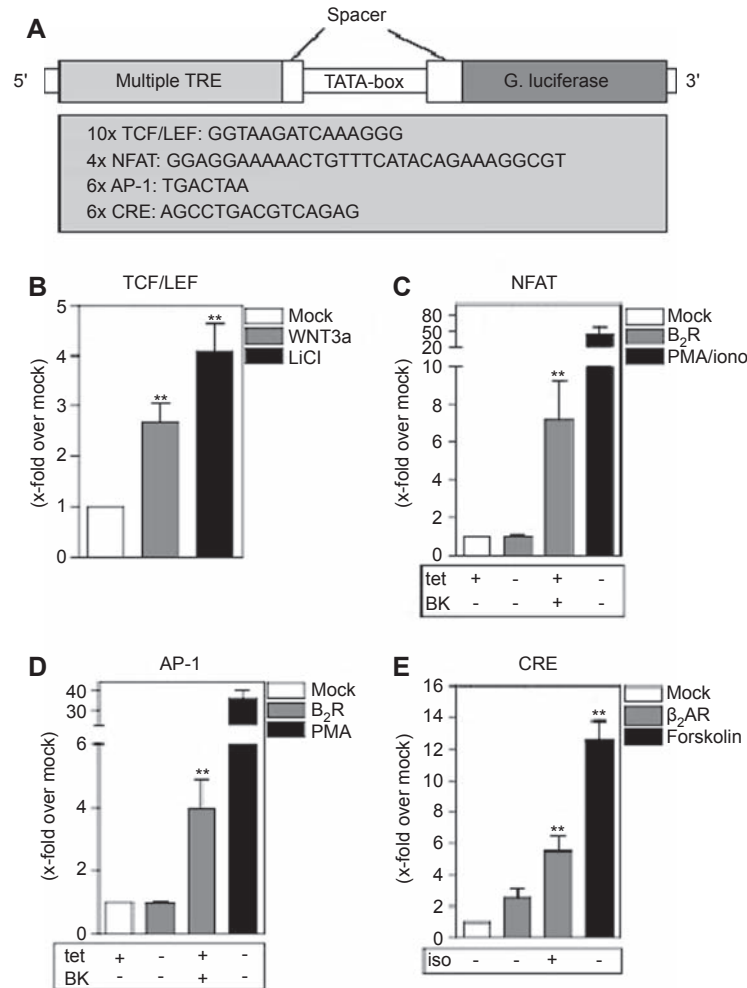 A
Spacer
5'
Multiple TRE
TATA-box
G. luciferase
3'
10x TCF/LEF: GGTAAGATCAAAGGG
4x NFAT: GGAGGAAAAACTGTTTCATACAGAAAGGCGT
6x AP-1: TGACTAA
6x CRE: AGCCTGACGTCAGAG
B
TCF/LEF
(x-fold over mock)
5
4
3
2
1
0
**
**
Mock
WNT3a
LiCl
C
NFAT
(x-fold over mock)
80
50
20
10
8
6
4
2
0
**
Mock
B₂R
PMA/iono
tet + - + -
BK - - + -
D
AP-1
(x-fold over mock)
40
30
6
4
2
0
**
Mock
B₂R
PMA
tet + - + -
BK - - + -
E
CRE
(x-fold over mock)
16
14
12
10
8
6
4
2
0
**
**
Mock
β₂AR
Forskolin
iso - - + -